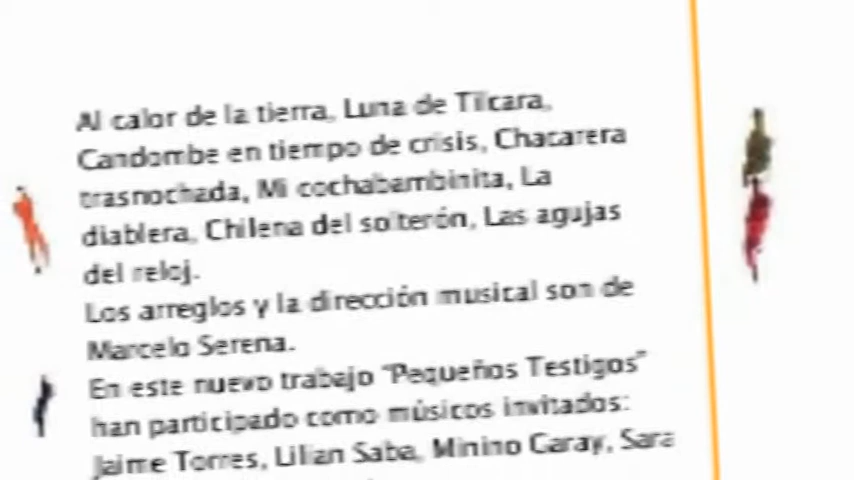 Al calor de la tierra, Luna de Tilcara,
Candombe en tiempo de crisis, Chacarera
trasnochada, Mi cochabambinita, La
diablera, Chilena del solterón, Las agujas
del reloj.
Los arreglos y la dirección musical son de
Marcelo Serena.
En este nuevo trabajo "Pequeños Testigos"
han participado como músicos invitados:
Jaime Torres, Lilian Saba, Minino Garay, Sara